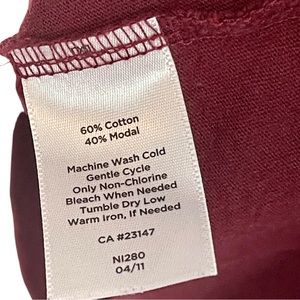 60% Cotton
40% Modal
Machine Wash Cold
Gentle Cycle
Only Non-Chlorine
Bleach When Needed
Tumble Dry Low
Warm Iron, If Needed
CA #23147
NI280
04/11